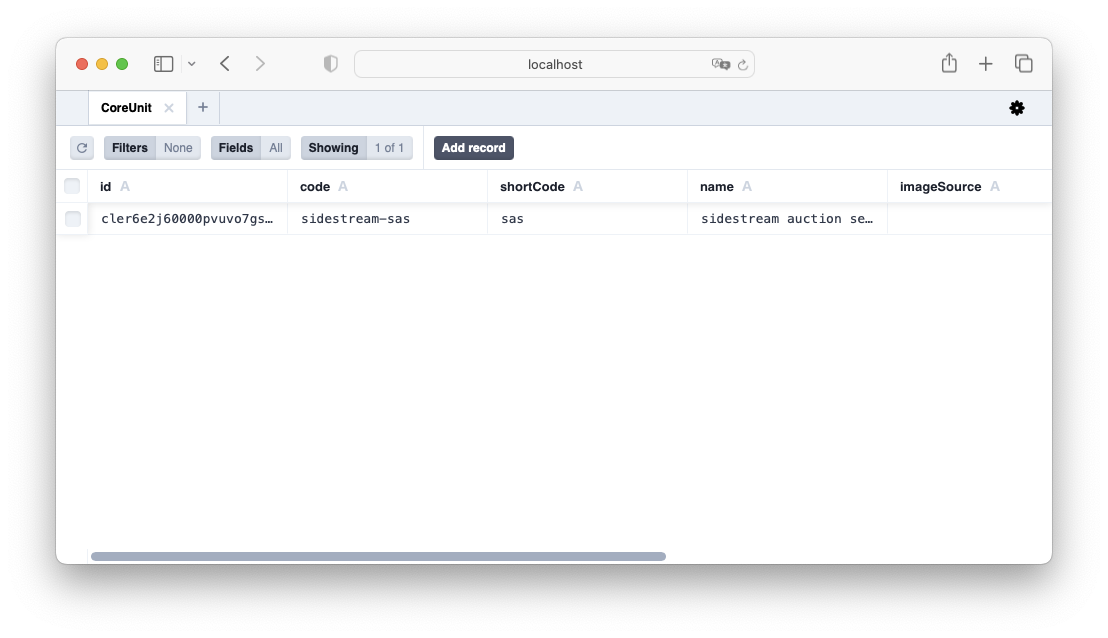 localhost
CoreUnit
Filters None Fields All Showing 1 of 1 Add record
id A code A shortCode A name A imageSource A
cler6e2j60000pvuvo7gs… sidestream-sas sas sidestream auction se…